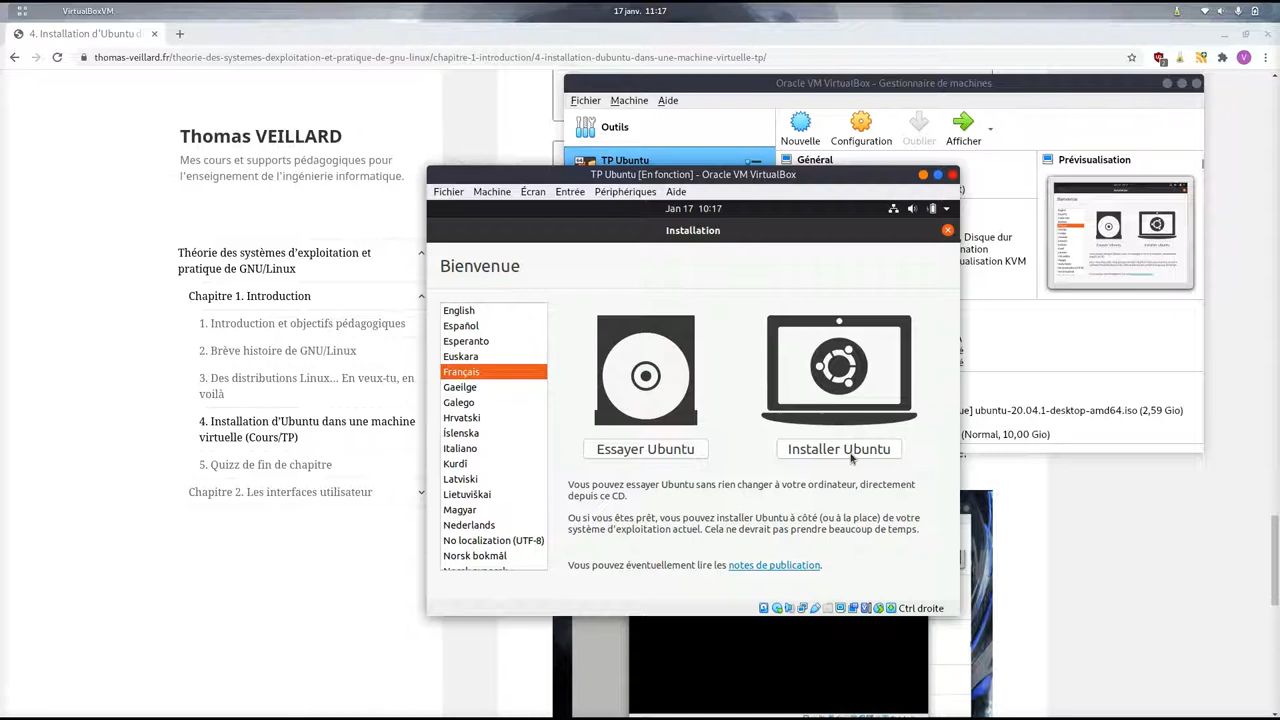 VirtualBoxVM
17 janv. 11:17
4. Installation d'Ubuntu d
thomas-veillard.fr/theorie-des-systemes-dexploitation-et-pratique-de-gnu-linux/chapitre-1-introduction/4-installation-dubuntu-dans-une-machine-virtuelle-tp/
Thomas VEILLARD
Mes cours et supports pédagogiques pour
l'enseignement de l'ingénierie informatique.
Théorie des systèmes d'exploitation et
pratique de GNU/Linux
Chapitre 1. Introduction
1. Introduction et objectifs pédagogiques
2. Brève histoire de GNU/Linux
3. Des distributions Linux... En veux-tu, en
voilà
4. Installation d'Ubuntu dans une machine
virtuelle (Cours/TP)
5. Quizz de fin de chapitre
Chapitre 2. Les interfaces utilisateur
Oracle VM VirtualBox - Gestionnaire de machines
Fichier Machine Aide
Outils
Nouvelle Configuration Oublier Afficher
TP Ubuntu
Général
Prévisualisation
Disque dur
ue] ubuntu-20.04.1-desktop-amd64.iso (2,59 Gio)
(Normal, 10,00 Gio)
TP Ubuntu [En fonction] - Oracle VM VirtualBox
Fichier Machine Écran Entrée Périphériques Aide
Jan 17 10:17
Installation
Bienvenue
English
Español
Esperanto
Euskara
Français
Gaeilge
Galego
Hrvatski
Íslenska
Italiano
Kurdî
Latviski
Lietuviškai
Magyar
Nederlands
No localization (UTF-8)
Norsk bokmål
Essayer Ubuntu
Installer Ubuntu
Vous pouvez essayer Ubuntu sans rien changer à votre ordinateur, directement
depuis ce CD.
Ou si vous êtes prêt, vous pouvez installer Ubuntu à côté (ou à la place) de votre
système d'exploitation actuel. Cela ne devrait pas prendre beaucoup de temps.
Vous pouvez éventuellement lire les notes de publication.
Ctrl droite